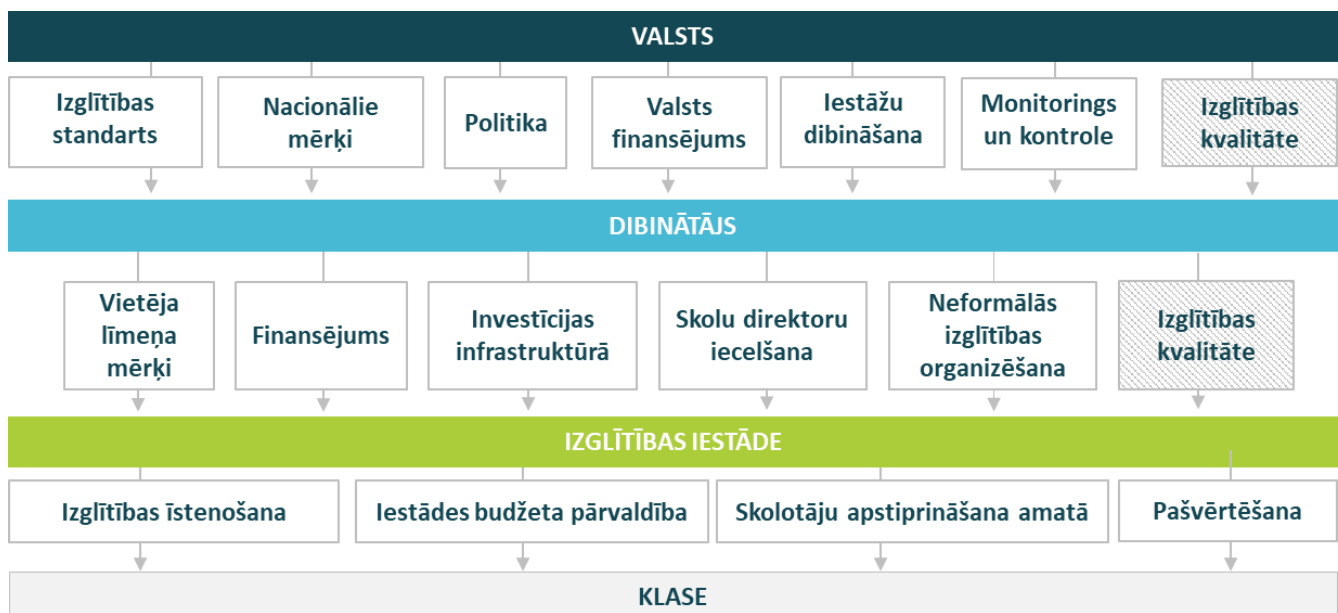 VALSTS
Izglītības
standarts
Nacionālie
mērķi
Politika
Valsts
finansējums
Iestāžu
dibināšana
Monitorings
un kontrole
Izglītības
kvalitāte
DIBINĀTĀJS
Vietēja
līmeņa
mērķi
Finansējums
Investīcijas
infrastruktūrā
Skolu direktoru
iecelšana
Neformālās
izglītības
organizēšana
Izglītības
kvalitāte
IZGLĪTĪBAS IESTĀDE
Izglītības īstenošana
Iestādes budžeta pārvaldība
Skolotāju apstiprināšana amatā
Pašvērtēšana
KLASE